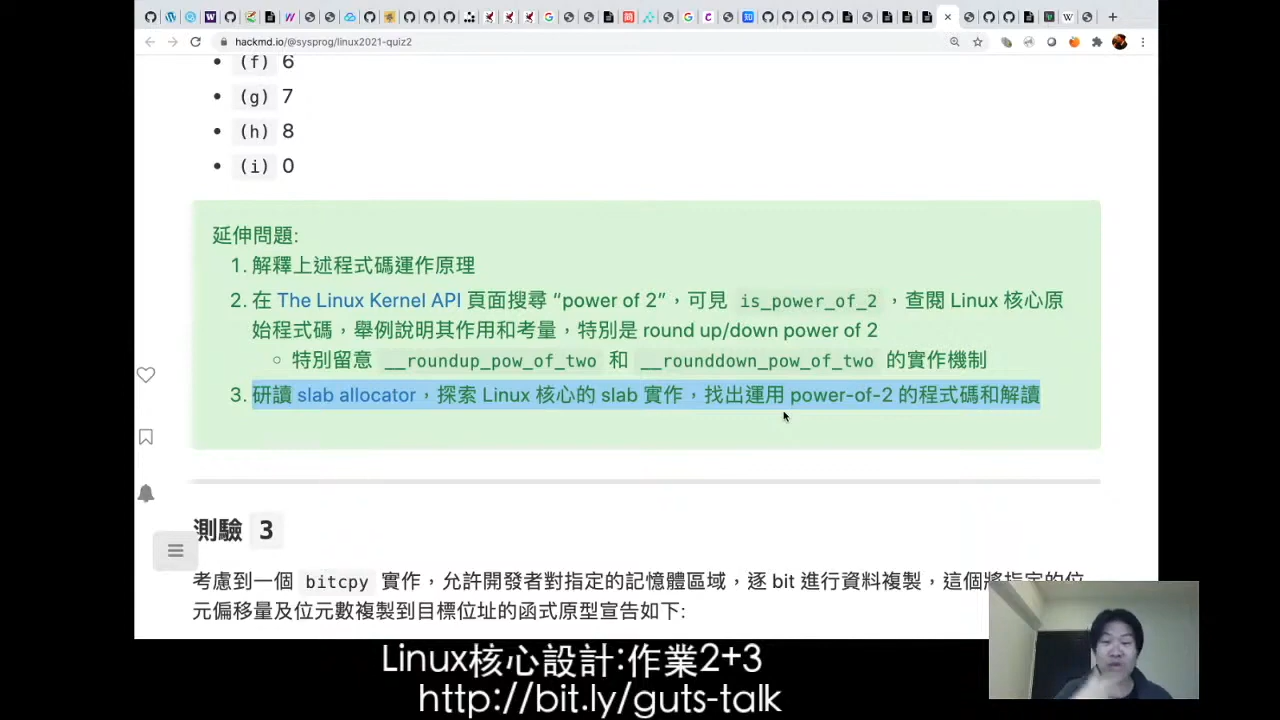 hackmd.io/@sysprog/linux2021-quiz2
(f) 6
(g) 7
(h) 8
(i) 0
延伸問題:
1. 解釋上述程式碼運作原理
2. 在 The Linux Kernel API 頁面搜尋 “power of 2”，可見 is_power_of_2 ，查閱 Linux 核心原
始程式碼，舉例說明其作用和考量，特別是 round up/down power of 2
特別留意 __roundup_pow_of_two 和 __rounddown_pow_of_two 的實作機制
3. 研讀 slab allocator，探索 Linux 核心的 slab 實作，找出運用 power-of-2 的程式碼和解讀
測驗 3
考慮到一個 bitcpy 實作，允許開發者對指定的記憶體區域，逐 bit 進行資料複製，這個將指定的位
元偏移量及位元數複製到目標位址的函式原型宣告如下:
Linux核心設計:作業2+3
http://bit.ly/guts-talk